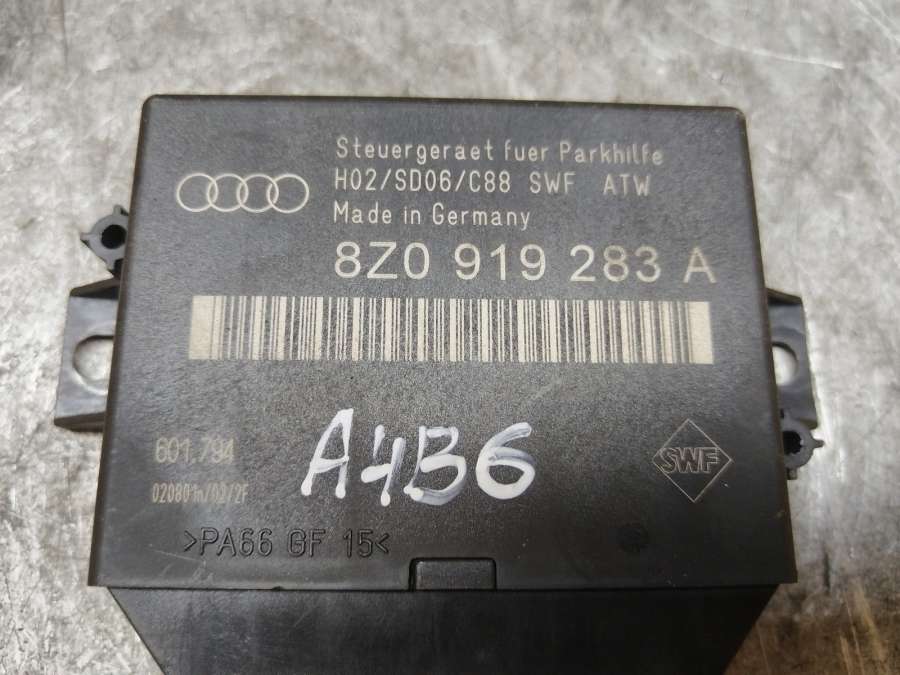 Steuergeraet fuer Parkhilfe
H02/SD06/C88 SWF ATW
Made in Germany
8Z0 919 283 A
601.794
A4B6
SWF
020801n/02/2F
>PA66 GF 15<